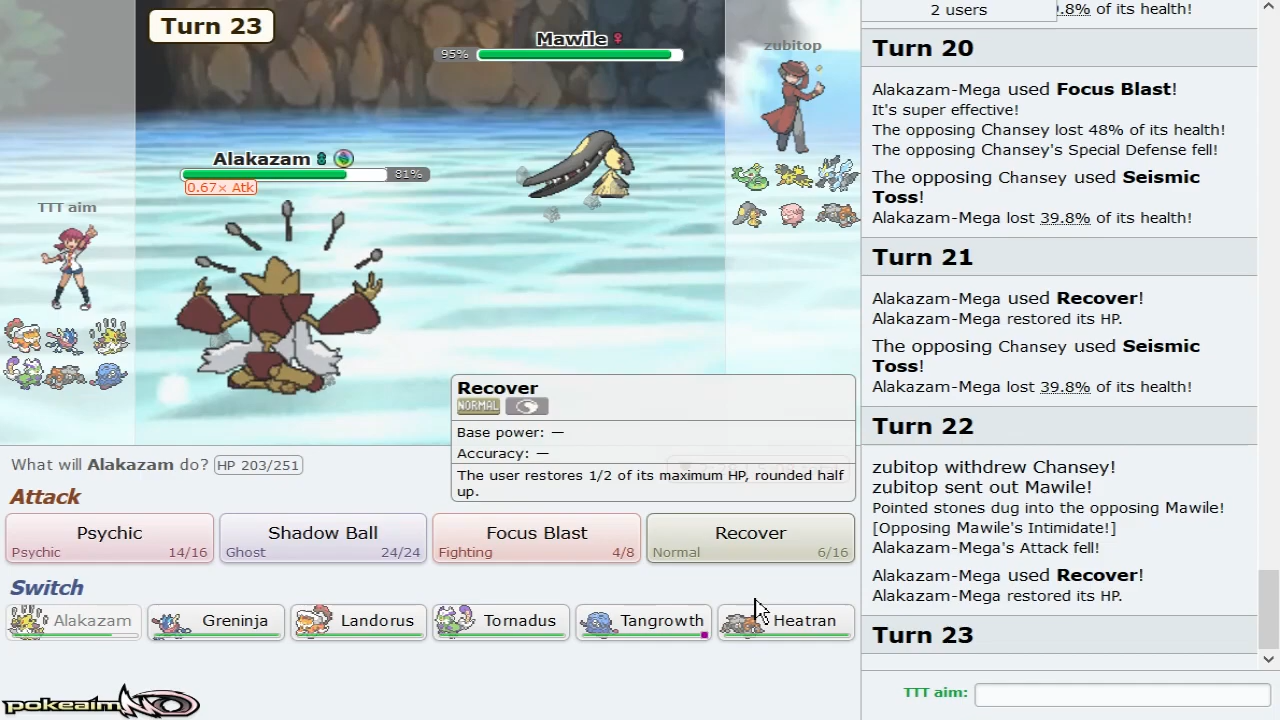 Turn 23
Mawile ♀
95%
zubitop
Alakazam
81%
0.67× Atk
TTT aim
Recover
NORMAL
Base power: —
Accuracy: —
The user restores 1/2 of its maximum HP, rounded half
up.
What will Alakazam do? HP 203/251
Attack
Psychic
Psychic 14/16
Shadow Ball
Ghost 24/24
Focus Blast
Fighting 4/8
Recover
Normal 6/16
Switch
Alakazam
Greninja
Landorus
Tornadus
Tangrowth
Heatran
pokeaim
2 users
.8% of its health!
Turn 20
Alakazam-Mega used Focus Blast!
It's super effective!
The opposing Chansey lost 48% of its health!
The opposing Chansey's Special Defense fell!
The opposing Chansey used Seismic
Toss!
Alakazam-Mega lost 39.8% of its health!
Turn 21
Alakazam-Mega used Recover!
Alakazam-Mega restored its HP.
The opposing Chansey used Seismic
Toss!
Alakazam-Mega lost 39.8% of its health!
Turn 22
zubitop withdrew Chansey!
zubitop sent out Mawile!
Pointed stones dug into the opposing Mawile!
[Opposing Mawile's Intimidate!]
Alakazam-Mega's Attack fell!
Alakazam-Mega used Recover!
Alakazam-Mega restored its HP.
Turn 23
TTT aim: